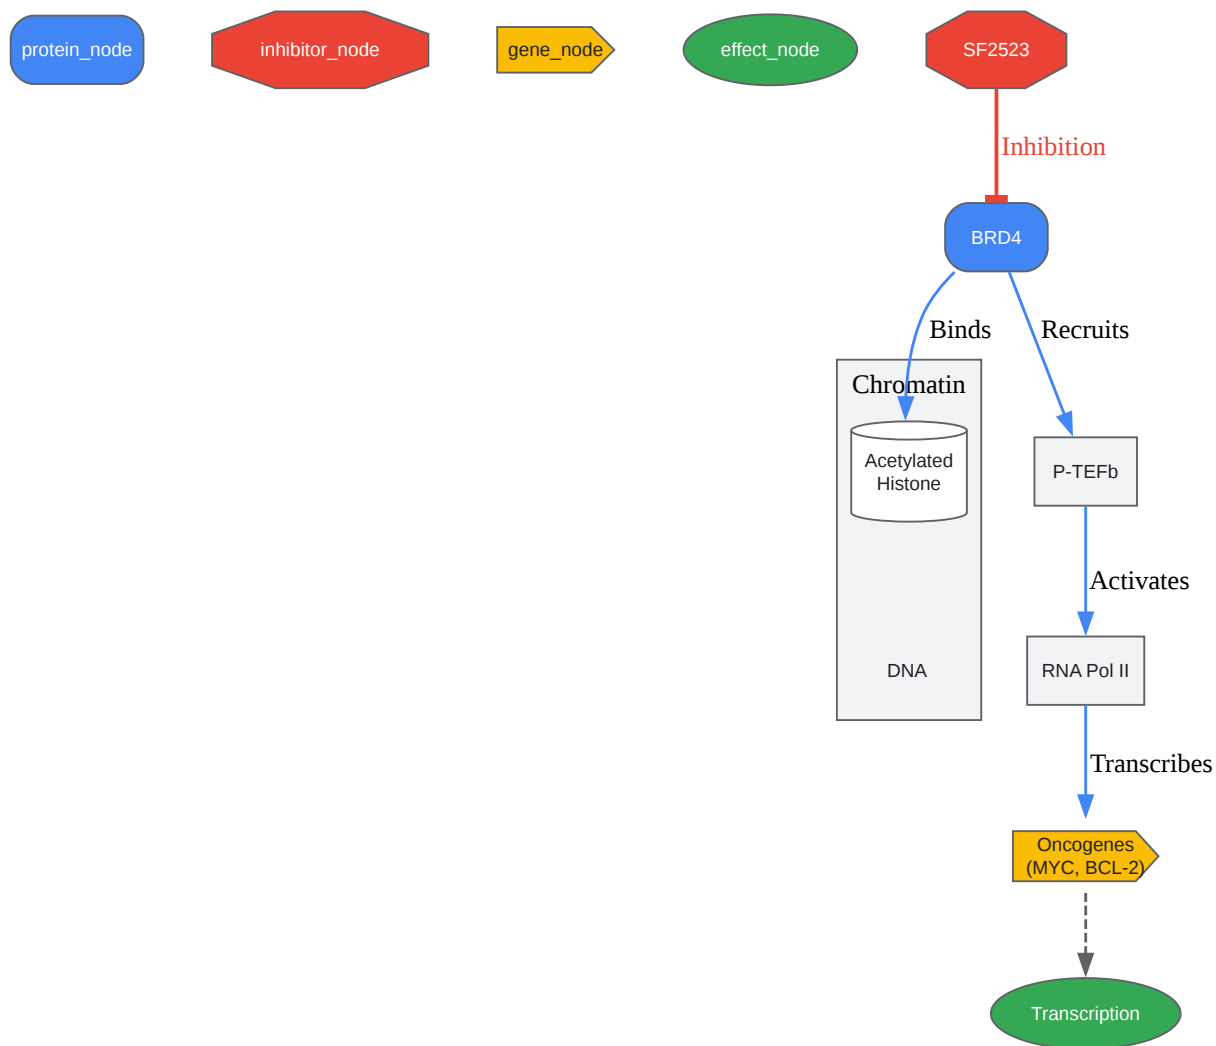 protein_node
inhibitor_node
gene_node
effect_node
SF2523
Inhibition
BRD4
Binds
Recruits
Chromatin
Acetylated
Histone
P-TEFb
Activates
DNA
RNA Pol II
Transcribes
Oncogenes
(MYC, BCL-2)
Transcription